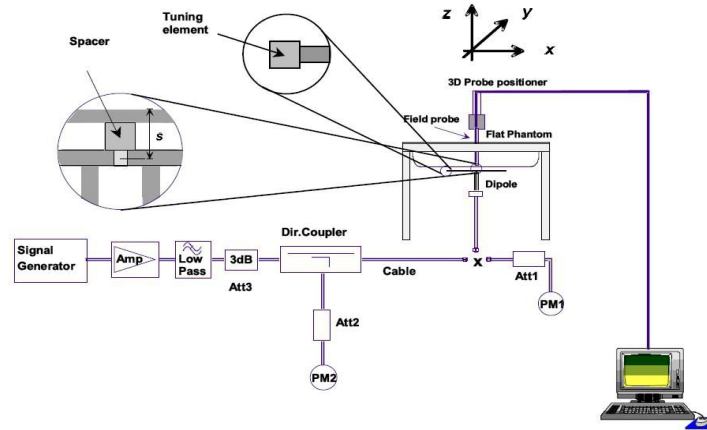 Tuning
element
Spacer
z
y
x
s
3D Probe positioner
Field probe
Flat Phantom
Dipole
Dir.Coupler
Signal
Generator
Amp
Low
Pass
3dB
Att3
Cable
x
Att1
PM1
Att2
PM2